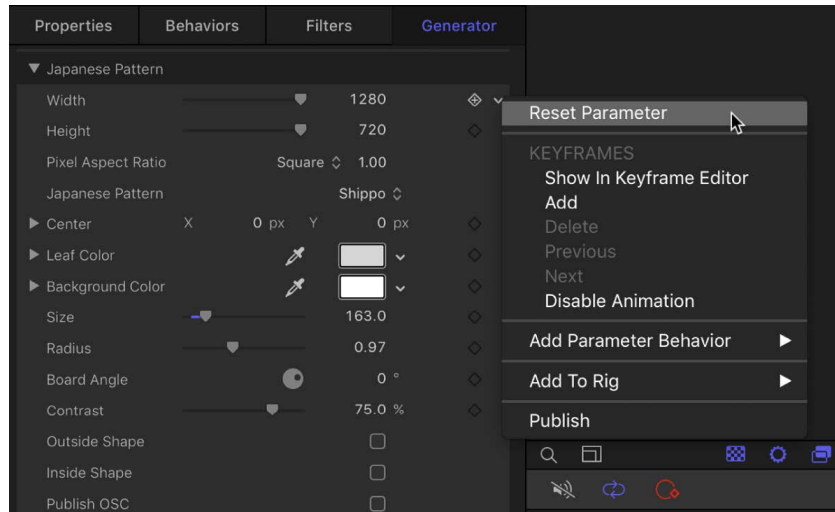 Properties Behaviors Filters Generator
Japanese Pattern
Width 1280
Height 720
Pixel Aspect Ratio Square 1.00
Japanese Pattern Shippo
Center X 0 px Y 0 px
Leaf Color
Background Color
Size 163.0
Radius 0.97
Board Angle 0 °
Contrast 75.0 %
Outside Shape
Inside Shape
Publish OSC
Reset Parameter
KEYFRAMES
Show In Keyframe Editor
Add
Delete
Previous
Next
Disable Animation
Add Parameter Behavior
Add To Rig
Publish